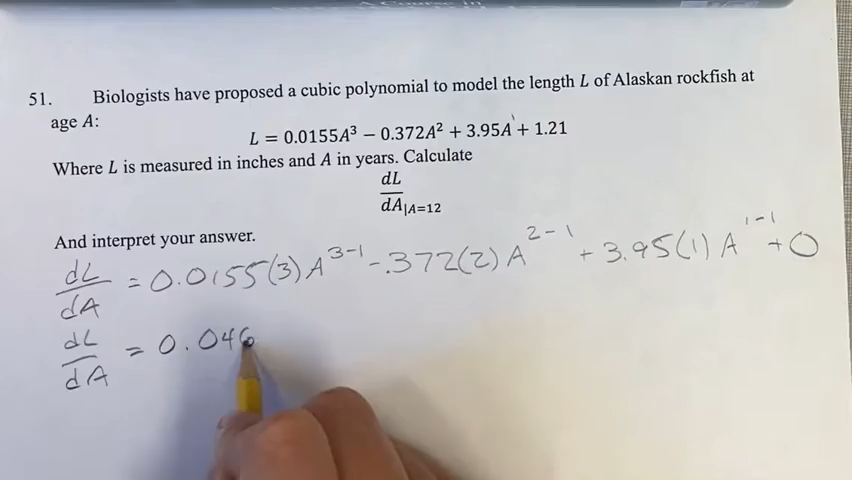 51. Biologists have proposed a cubic polynomial to model the length L of Alaskan rockfish at
age A:
L = 0.0155A³ − 0.372A² + 3.95A' + 1.21
Where L is measured in inches and A in years. Calculate
dL
dA|A=12
And interpret your answer.
dL/dA = 0.0155(3)A^3-1 - .372(2)A^2-1 + 3.95(1)A^1-1 + 0
dL/dA = 0.046